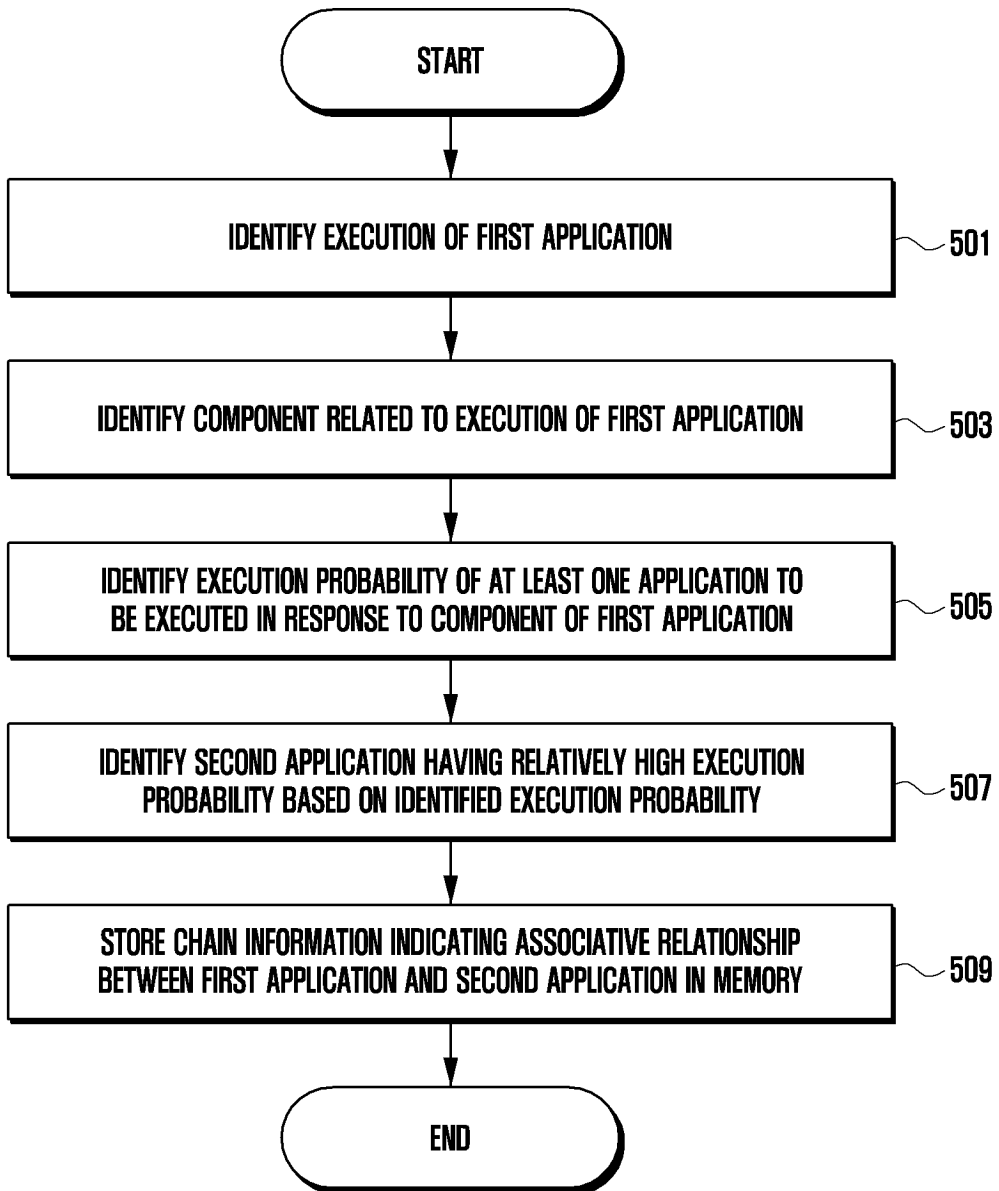 START
IDENTIFY EXECUTION OF FIRST APPLICATION
501
IDENTIFY COMPONENT RELATED TO EXECUTION OF FIRST APPLICATION
503
IDENTIFY EXECUTION PROBABILITY OF AT LEAST ONE APPLICATION TO
BE EXECUTED IN RESPONSE TO COMPONENT OF FIRST APPLICATION
505
IDENTIFY SECOND APPLICATION HAVING RELATIVELY HIGH EXECUTION
PROBABILITY BASED ON IDENTIFIED EXECUTION PROBABILITY
507
STORE CHAIN INFORMATION INDICATING ASSOCIATIVE RELATIONSHIP
BETWEEN FIRST APPLICATION AND SECOND APPLICATION IN MEMORY
509
END